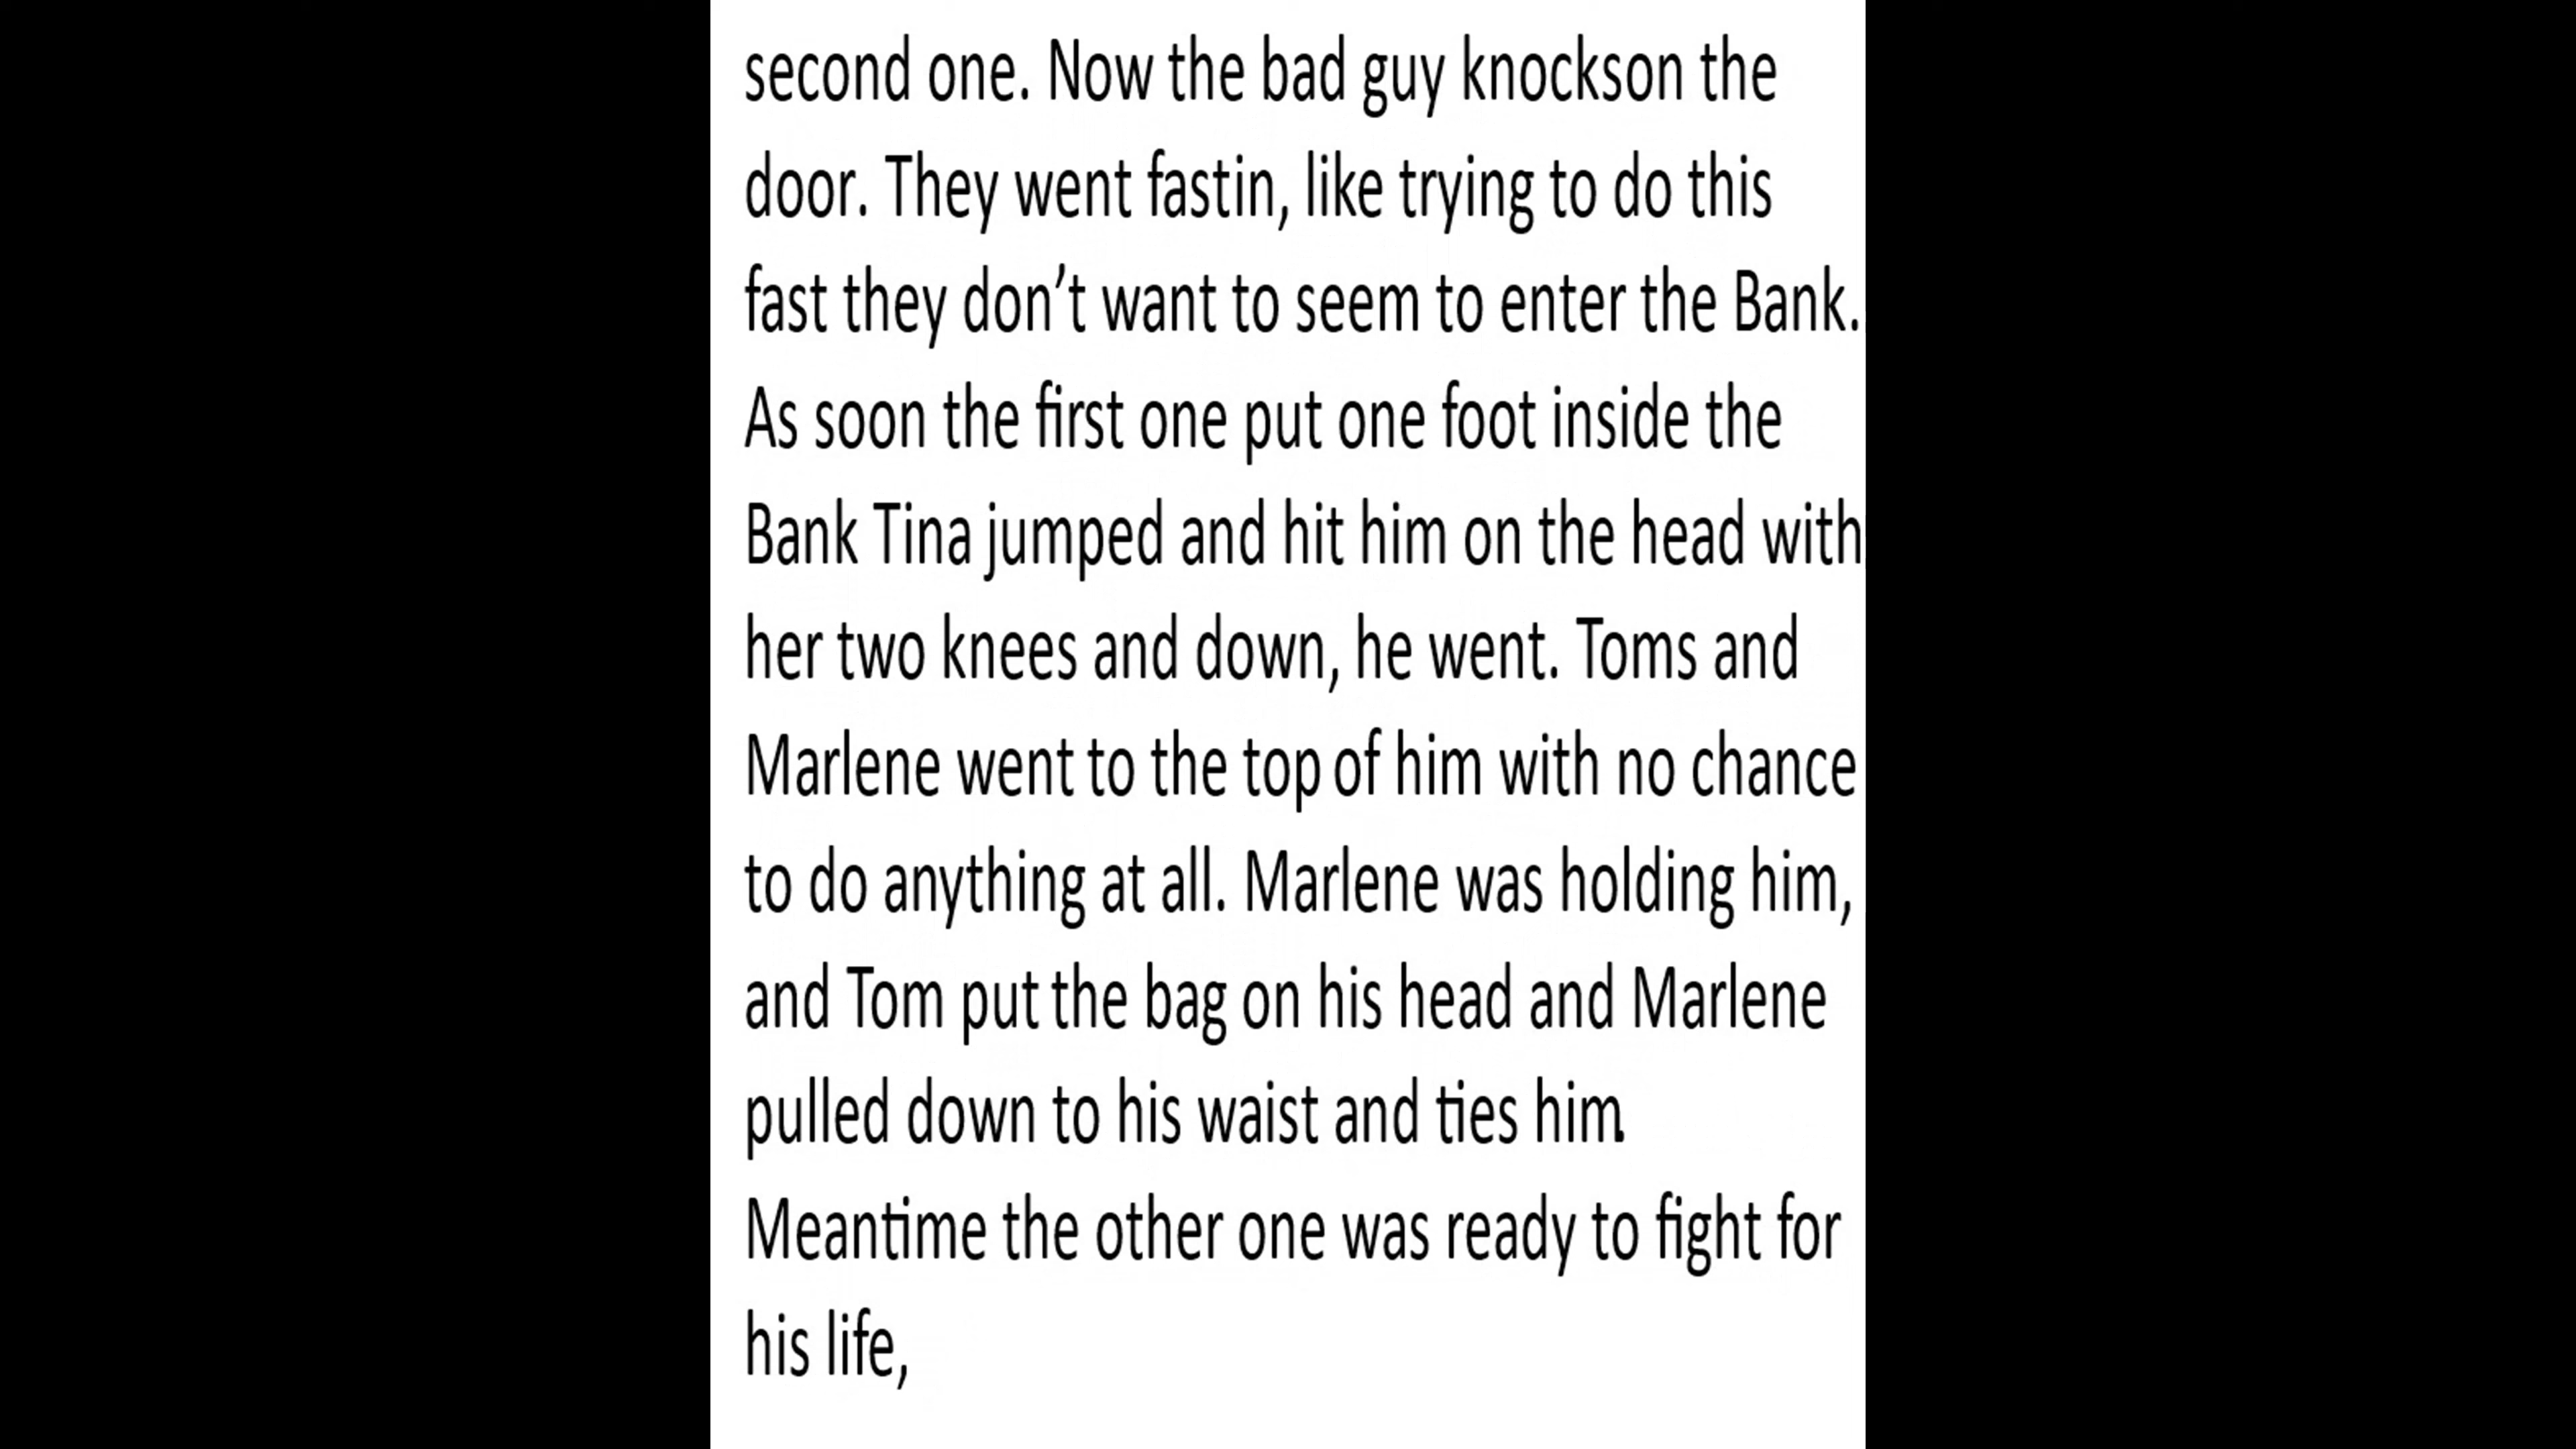 second one. Now the bad guy knockson the
door. They went fastin, like trying to do this
fast they don’t want to seem to enter the Bank.
As soon the first one put one foot inside the
Bank Tina jumped and hit him on the head with
her two knees and down, he went. Toms and
Marlene went to the top of him with no chance
to do anything at all. Marlene was holding him,
and Tom put the bag on his head and Marlene
pulled down to his waist and ties him.
Meantime the other one was ready to fight for
his life,